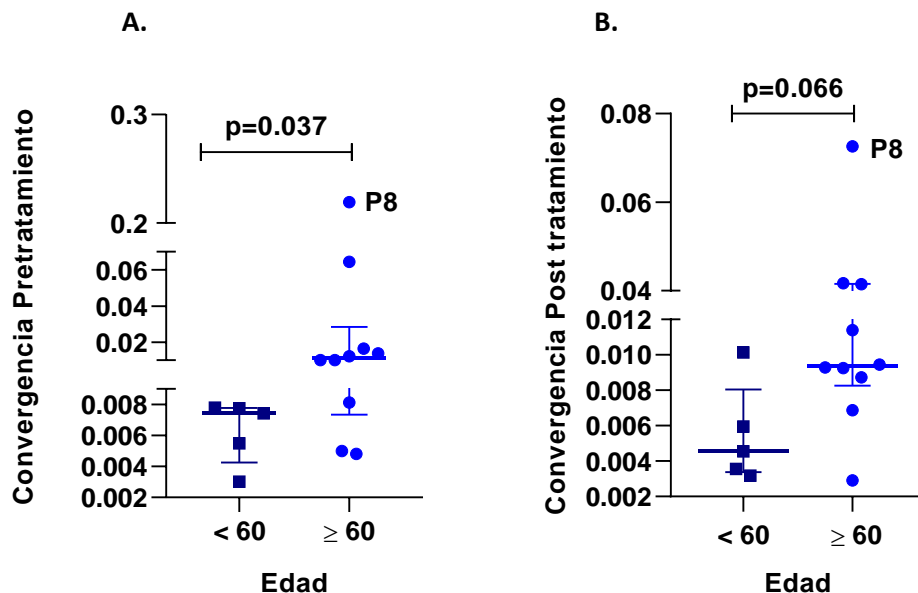 A.
B.
Convergencia Pretratamiento
0.3
0.2
0.06
0.04
0.02
0.008
0.006
0.004
0.002
p=0.037
P8
< 60
≥ 60
Edad
Convergencia Post tratamiento
0.08
0.06
0.04
0.012
0.010
0.008
0.006
0.004
0.002
p=0.066
P8
< 60
≥ 60
Edad